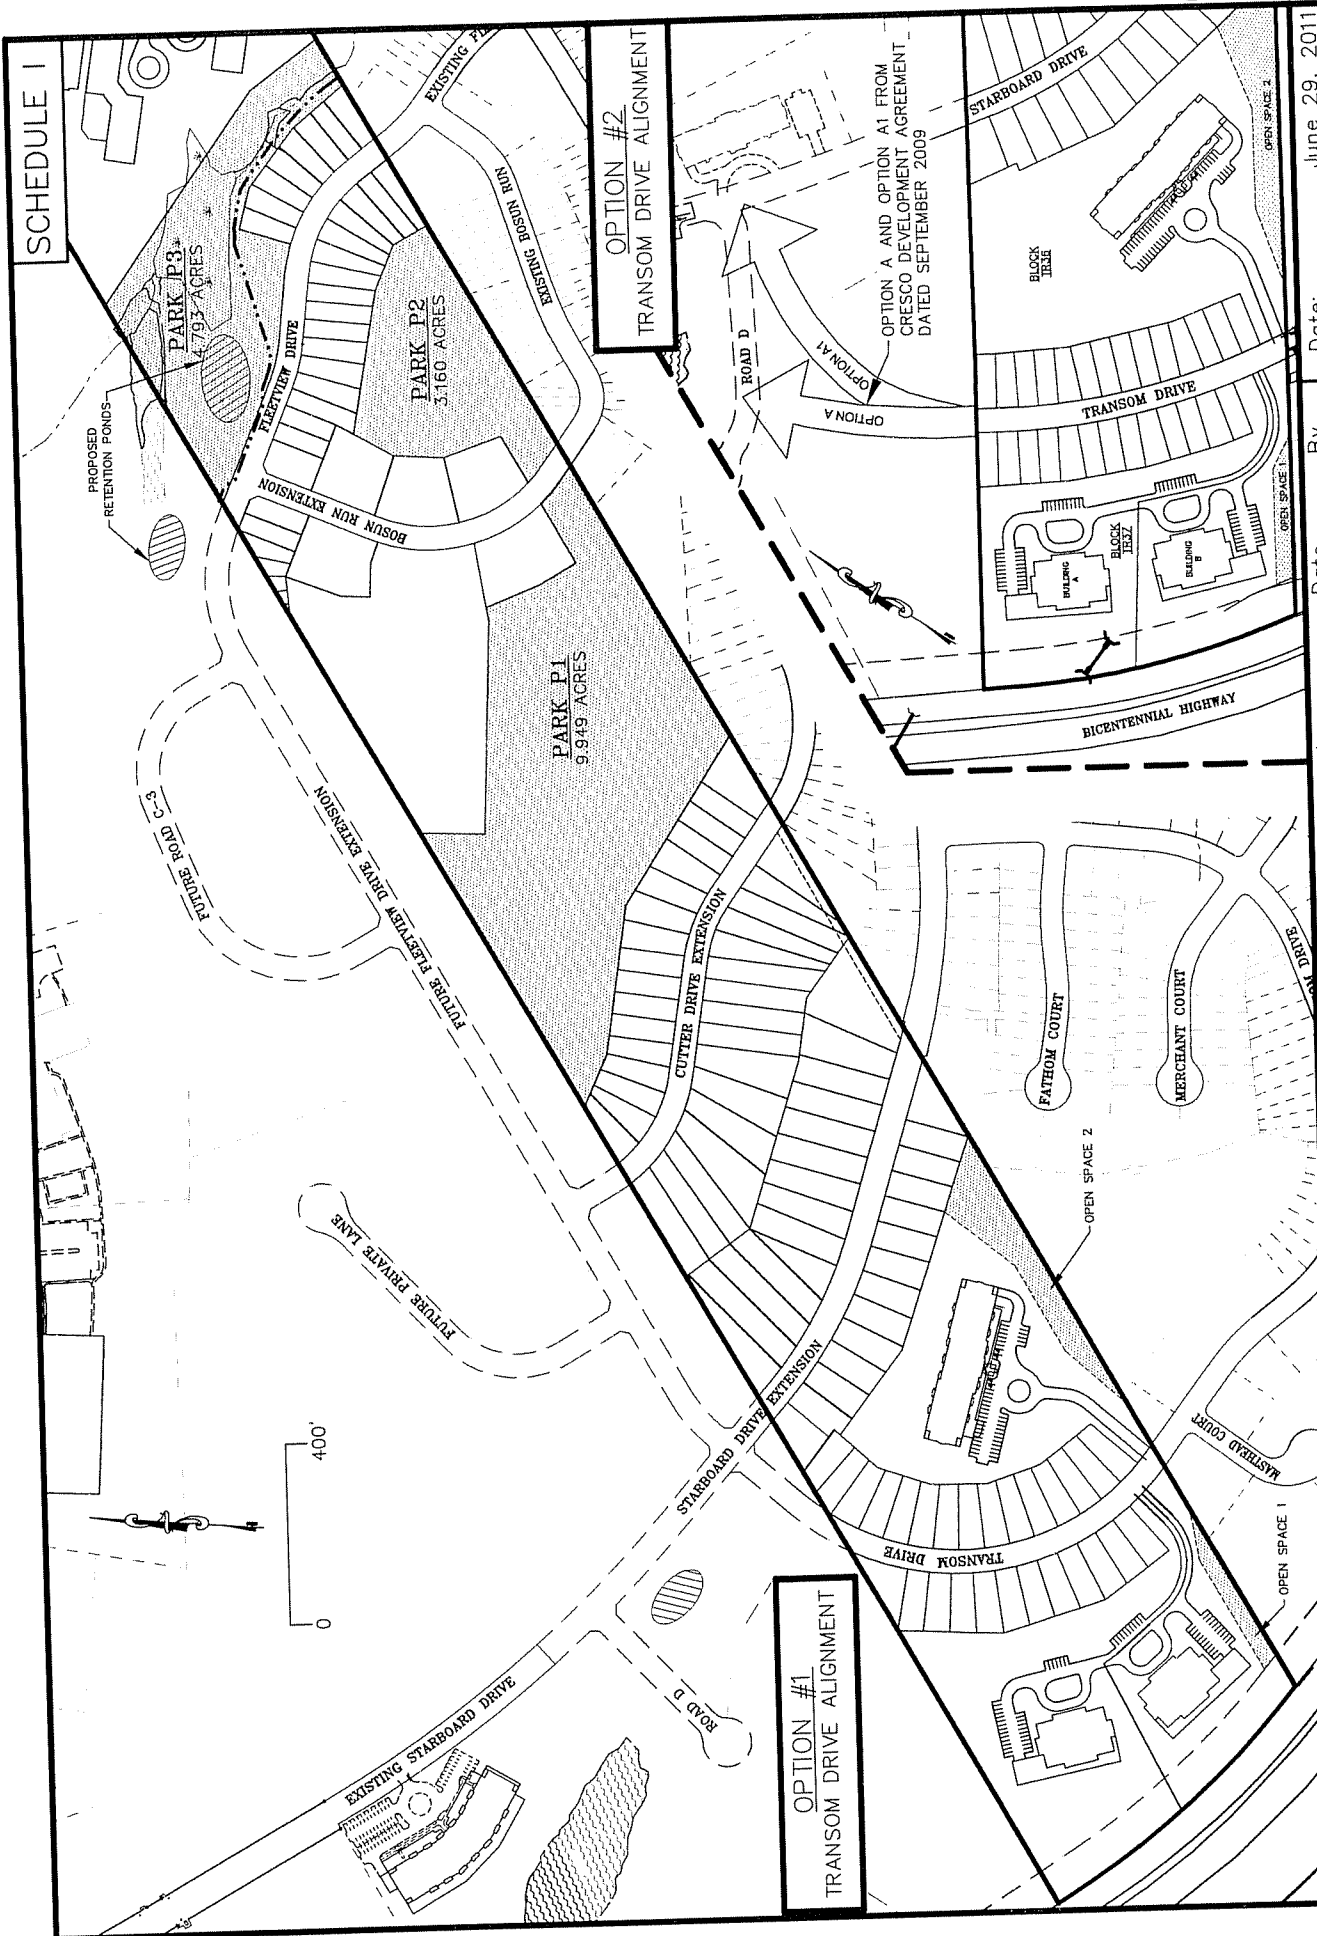 SCHEDULE I
PROPOSED
RETENTION PONDS
PARK P3
4.793 ACRES
FLEETVIEW DRIVE
PARK P2
3.160 ACRES
BOSUN RUN EXTENSION
EXISTING BOSUN RUN
PARK P1
9.949 ACRES
FUTURE ROAD C-3
FUTURE FLEETVIEW DRIVE EXTENSION
FUTURE PRIVATE LANE
CUTTER DRIVE EXTENSION
STARBOARD DRIVE EXTENSION
EXISTING STARBOARD DRIVE
ROAD D
TRANSOM DRIVE
FATHOM COURT
MERCHANT COURT
MASTHEAD COURT
OPEN SPACE 2
OPEN SPACE 1
0
400'
OPTION #1
TRANSOM DRIVE ALIGNMENT
OPTION #2
TRANSOM DRIVE ALIGNMENT
OPTION A AND OPTION A1 FROM
CRESCO DEVELOPMENT AGREEMENT
DATED SEPTEMBER 2009
OPTION A1
OPTION A
ROAD D
STARBOARD DRIVE
TRANSOM DRIVE
BLOCK
1R36
BLOCK
1R37
BUILDING
A
BUILDING
B
OPEN SPACE 2
OPEN SPACE 1
BICENTENNIAL HIGHWAY
June 29, 2011